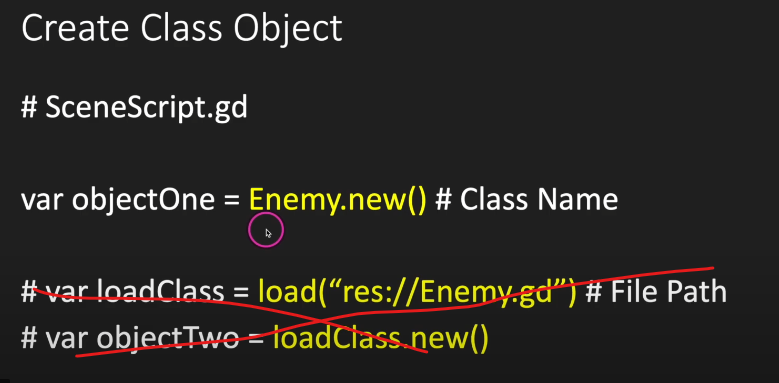 Create Class Object
# SceneScript.gd
var objectOne = Enemy.new() # Class Name
# var loadClass = load(“res://Enemy.gd”) # File Path
# var objectTwo = loadClass.new()